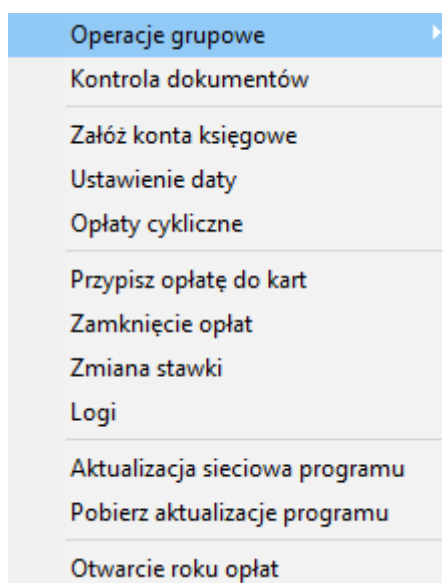 Operacje grupowe
Kontrola dokumentów
Załóż konta księgowe
Ustawienie daty
Opłaty cykliczne
Przypisz opłatę do kart
Zamknięcie opłat
Zmiana stawki
Logi
Aktualizacja sieciowa programu
Pobierz aktualizacje programu
Otwarcie roku opłat